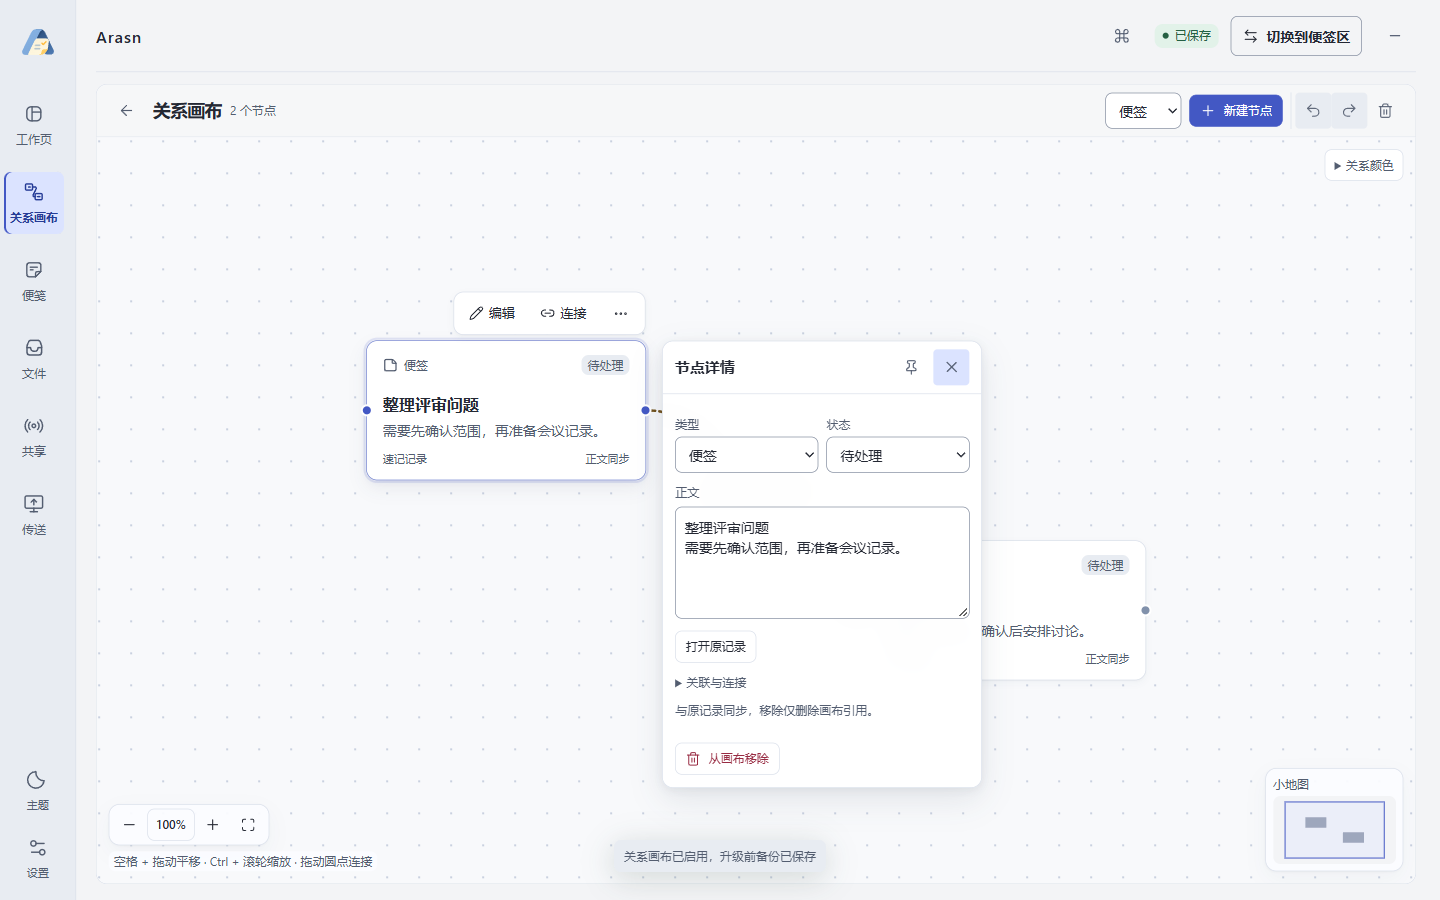 Arasn
已保存
切换到便签区
工作页
关系画布
便笺
文件
共享
传送
主题
设置
关系画布
2 个节点
便签
新建节点
关系颜色
编辑
连接
便签
待处理
整理评审问题
需要先确认范围，再准备会议记录。
速记记录
正文同步
节点详情
类型
状态
便签
待处理
正文
整理评审问题
需要先确认范围，再准备会议记录。
打开原记录
关联与连接
与原记录同步，移除仅删除画布引用。
从画布移除
待处理
确认后安排讨论。
正文同步
100%
空格 + 拖动平移 · Ctrl + 滚轮缩放 · 拖动圆点连接
关系画布已启用，升级前备份已保存
小地图